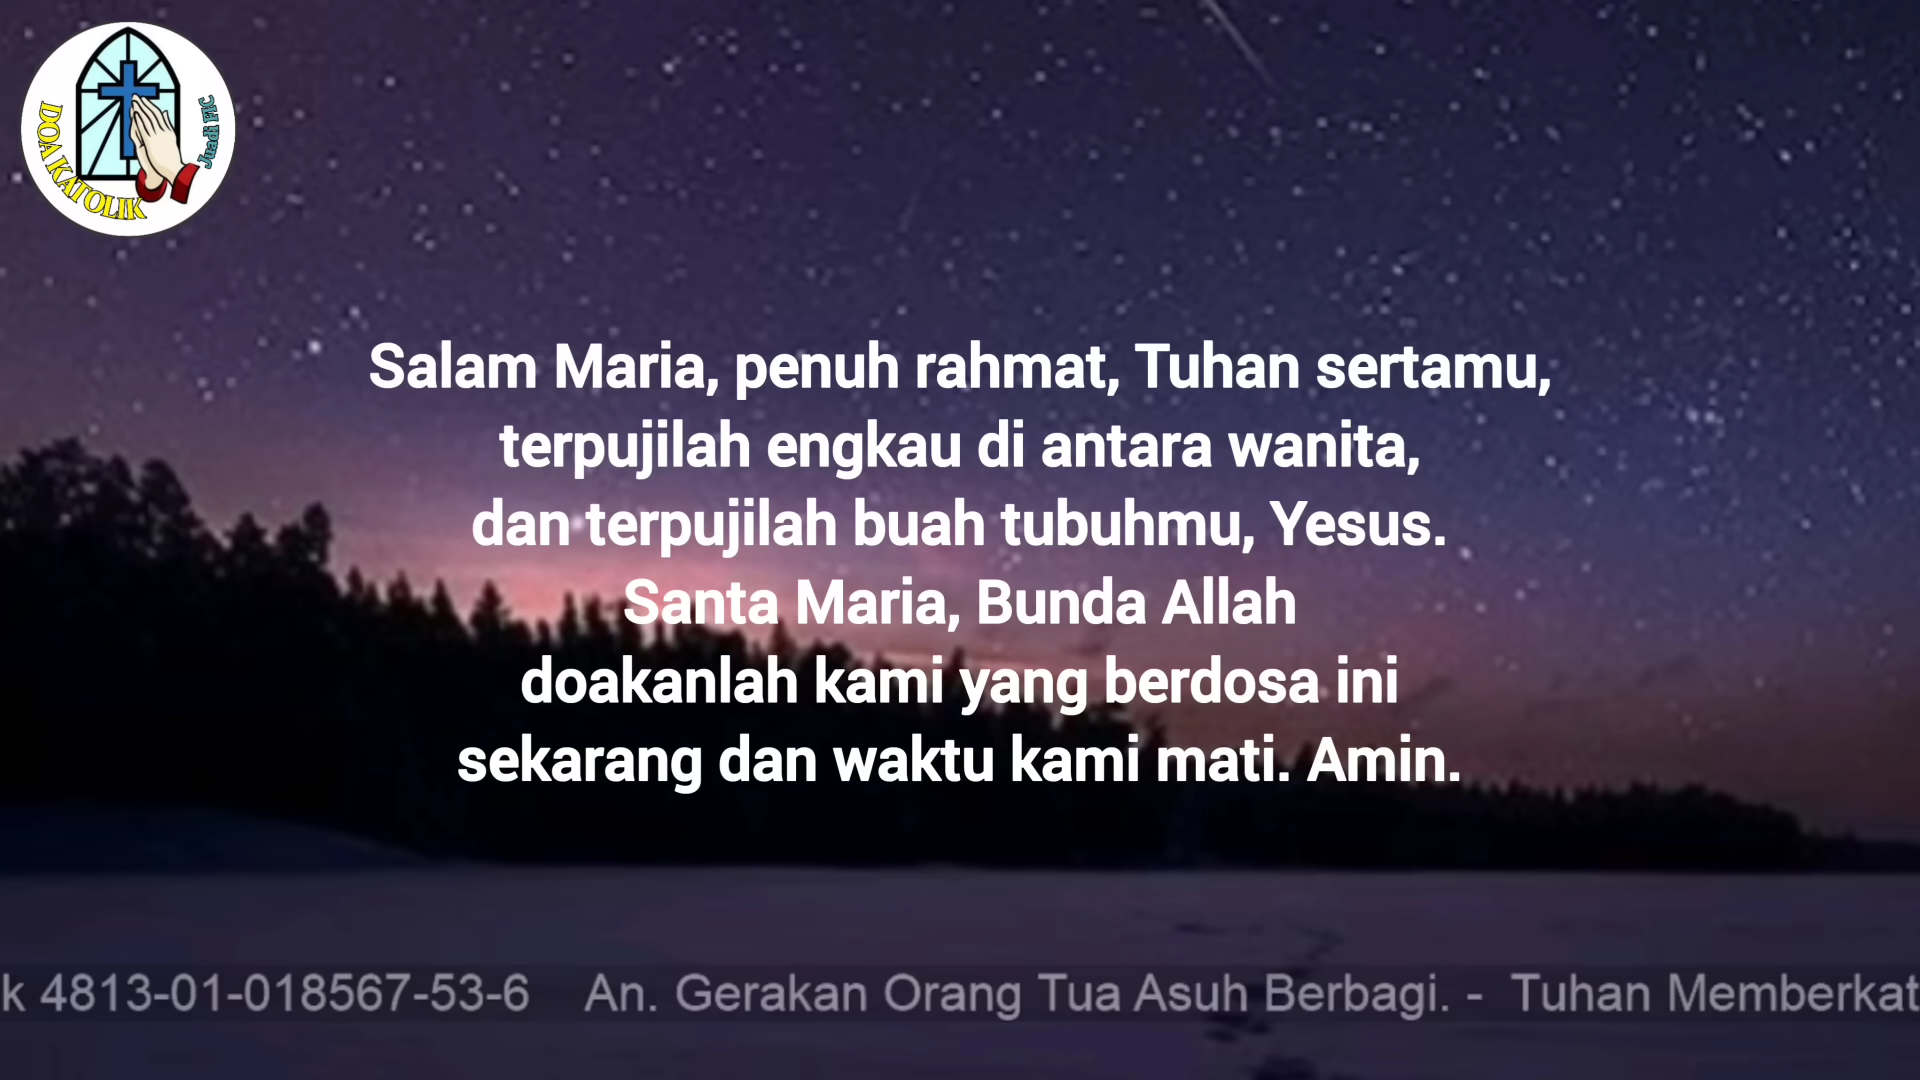 DOA KATOLIK
Juadi FIC
Salam Maria, penuh rahmat, Tuhan sertamu,
terpujilah engkau di antara wanita,
dan terpujilah buah tubuhmu, Yesus.
Santa Maria, Bunda Allah
doakanlah kami yang berdosa ini
sekarang dan waktu kami mati. Amin.
k 4813-01-018567-53-6 An. Gerakan Orang Tua Asuh Berbagi. - Tuhan Memberkat